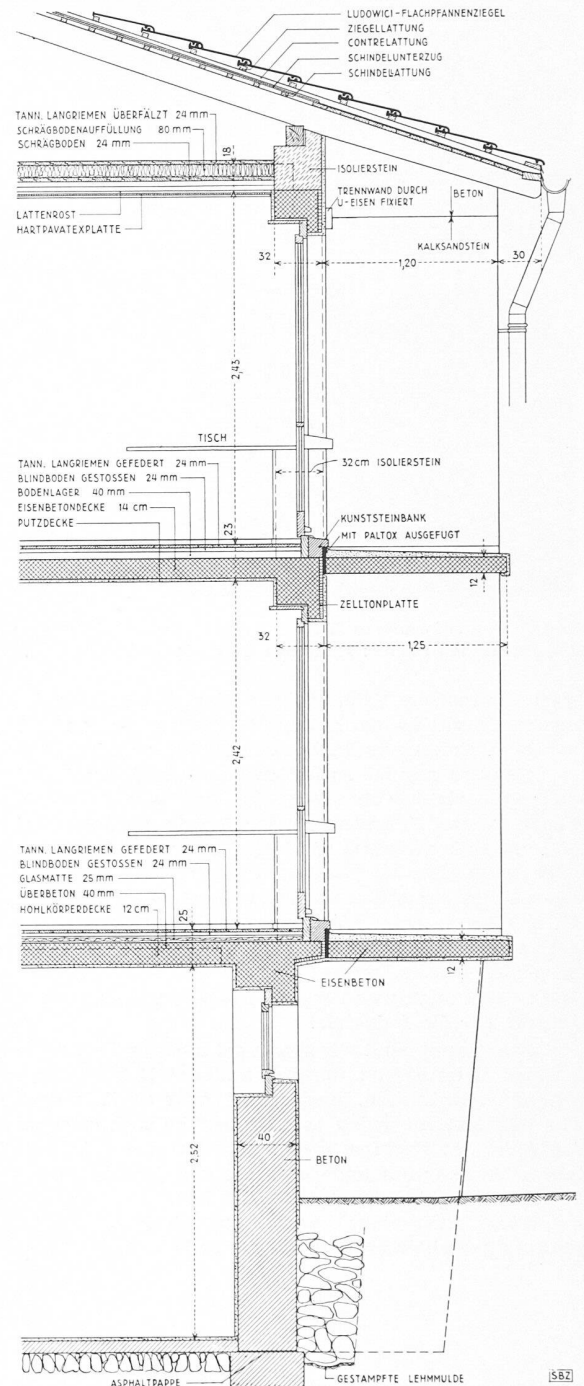 LUDOWICI-FLACHPFANNENZIEGEL
ZIEGELLATTUNG
CONTRELATTUNG
SCHINDELUNTERZUG
SCHINDELLATTUNG
TANN. LANGRIEMEN ÜBERFÄLZT 24 mm
SCHRÄGBODENAUFFÜLLUNG 80 mm
SCHRÄGBODEN 24 mm
18
ISOLIERSTEIN
TRENNWAND DURCH
U-EISEN FIXIERT
BETON
LATTENROST
HARTPAVATEXPLATTE
KALKSANDSTEIN
32
1,20
30
2,43
TISCH
32 cm ISOLIERSTEIN
TANN. LANGRIEMEN GEFEDERT 24 mm
BLINDBODEN GESTOSSEN 24 mm
BODENLAGER 40 mm
EISENBETONDECKE 14 cm
PUTZDECKE
23
KUNSTSTEINBANK
MIT PALTOX AUSGEFUGT
12
ZELLTONPLATTE
32
1,25
2,42
TANN. LANGRIEMEN GEFEDERT 24 mm
BLINDBODEN GESTOSSEN 24 mm
GLASMATTE 25 mm
ÜBERBETON 40 mm
HOHLKÖRPERDECKE 12 cm
25
12
EISENBETON
40
2,52
BETON
ASPHALTPAPPE
GESTAMPFTE LEHMMULDE
SBZ